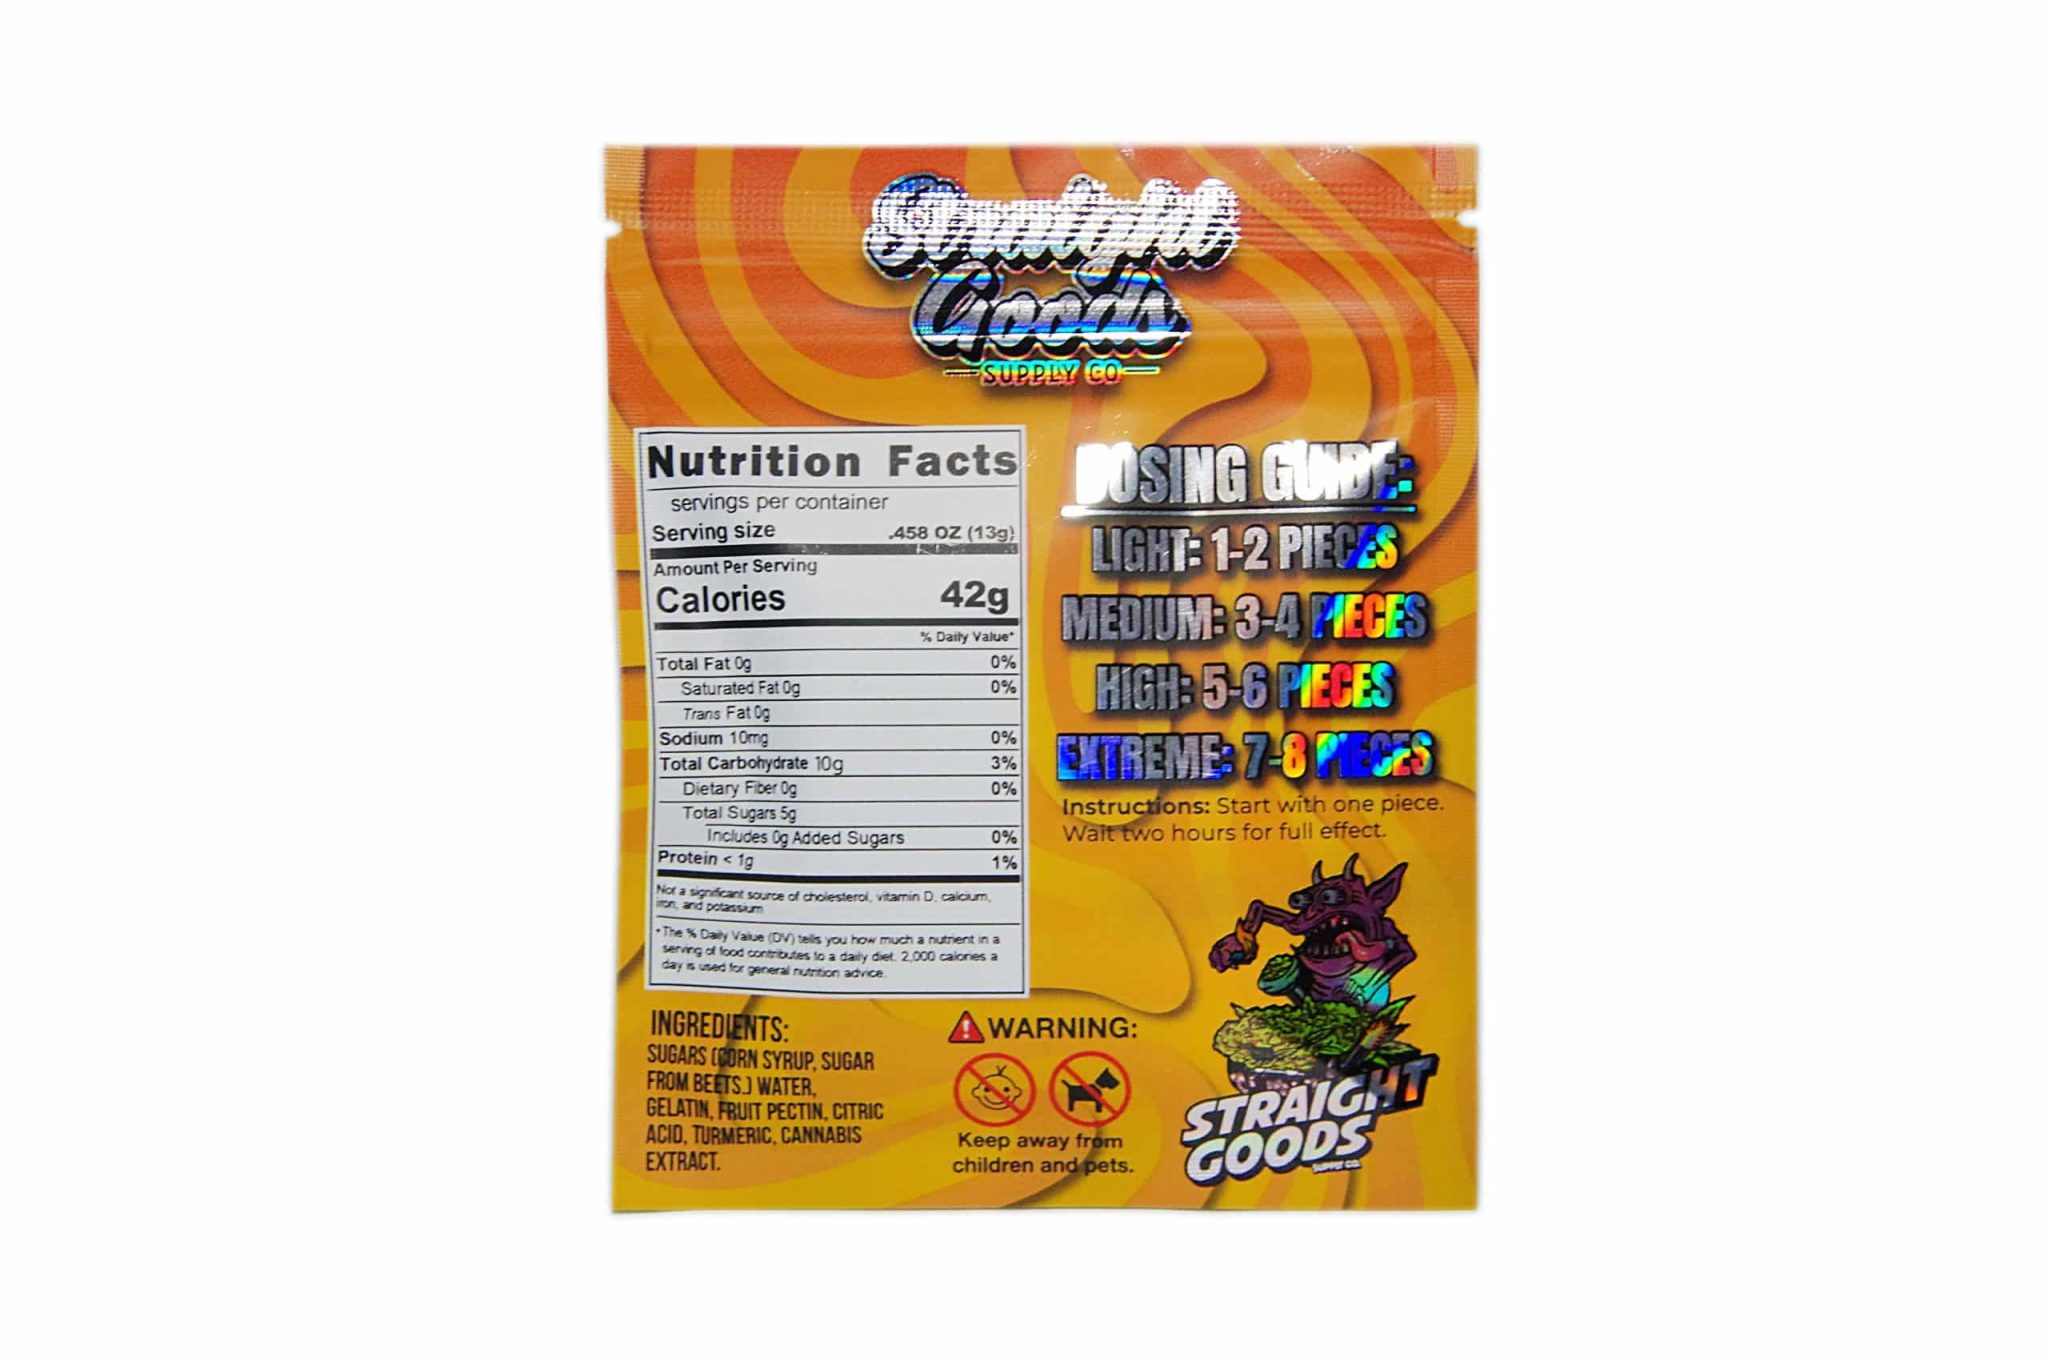 Straight
Goods
SUPPLY CO
Nutrition Facts
servings per container
Serving size .458 OZ (13g)
Amount Per Serving
Calories 42g
% Daily Value*
Total Fat 0g 0%
Saturated Fat 0g 0%
Trans Fat 0g
Sodium 10mg 0%
Total Carbohydrate 10g 3%
Dietary Fiber 0g 0%
Total Sugars 5g
Includes 0g Added Sugars 0%
Protein < 1g 1%
Not a significant source of cholesterol, vitamin D, calcium,
iron, and potassium
*The % Daily Value (DV) tells you how much a nutrient in a
serving of food contributes to a daily diet. 2,000 calories a
day is used for general nutrition advice.
DOSING GUIDE:
LIGHT: 1-2 PIECES
MEDIUM: 3-4 PIECES
HIGH: 5-6 PIECES
EXTREME: 7-8 PIECES
Instructions: Start with one piece.
Wait two hours for full effect.
INGREDIENTS:
SUGARS (CORN SYRUP, SUGAR
FROM BEETS.) WATER,
GELATIN, FRUIT PECTIN, CITRIC
ACID, TURMERIC, CANNABIS
EXTRACT.
WARNING:
Keep away from
children and pets.
STRAIGHT
GOODS
SUPPLY CO.